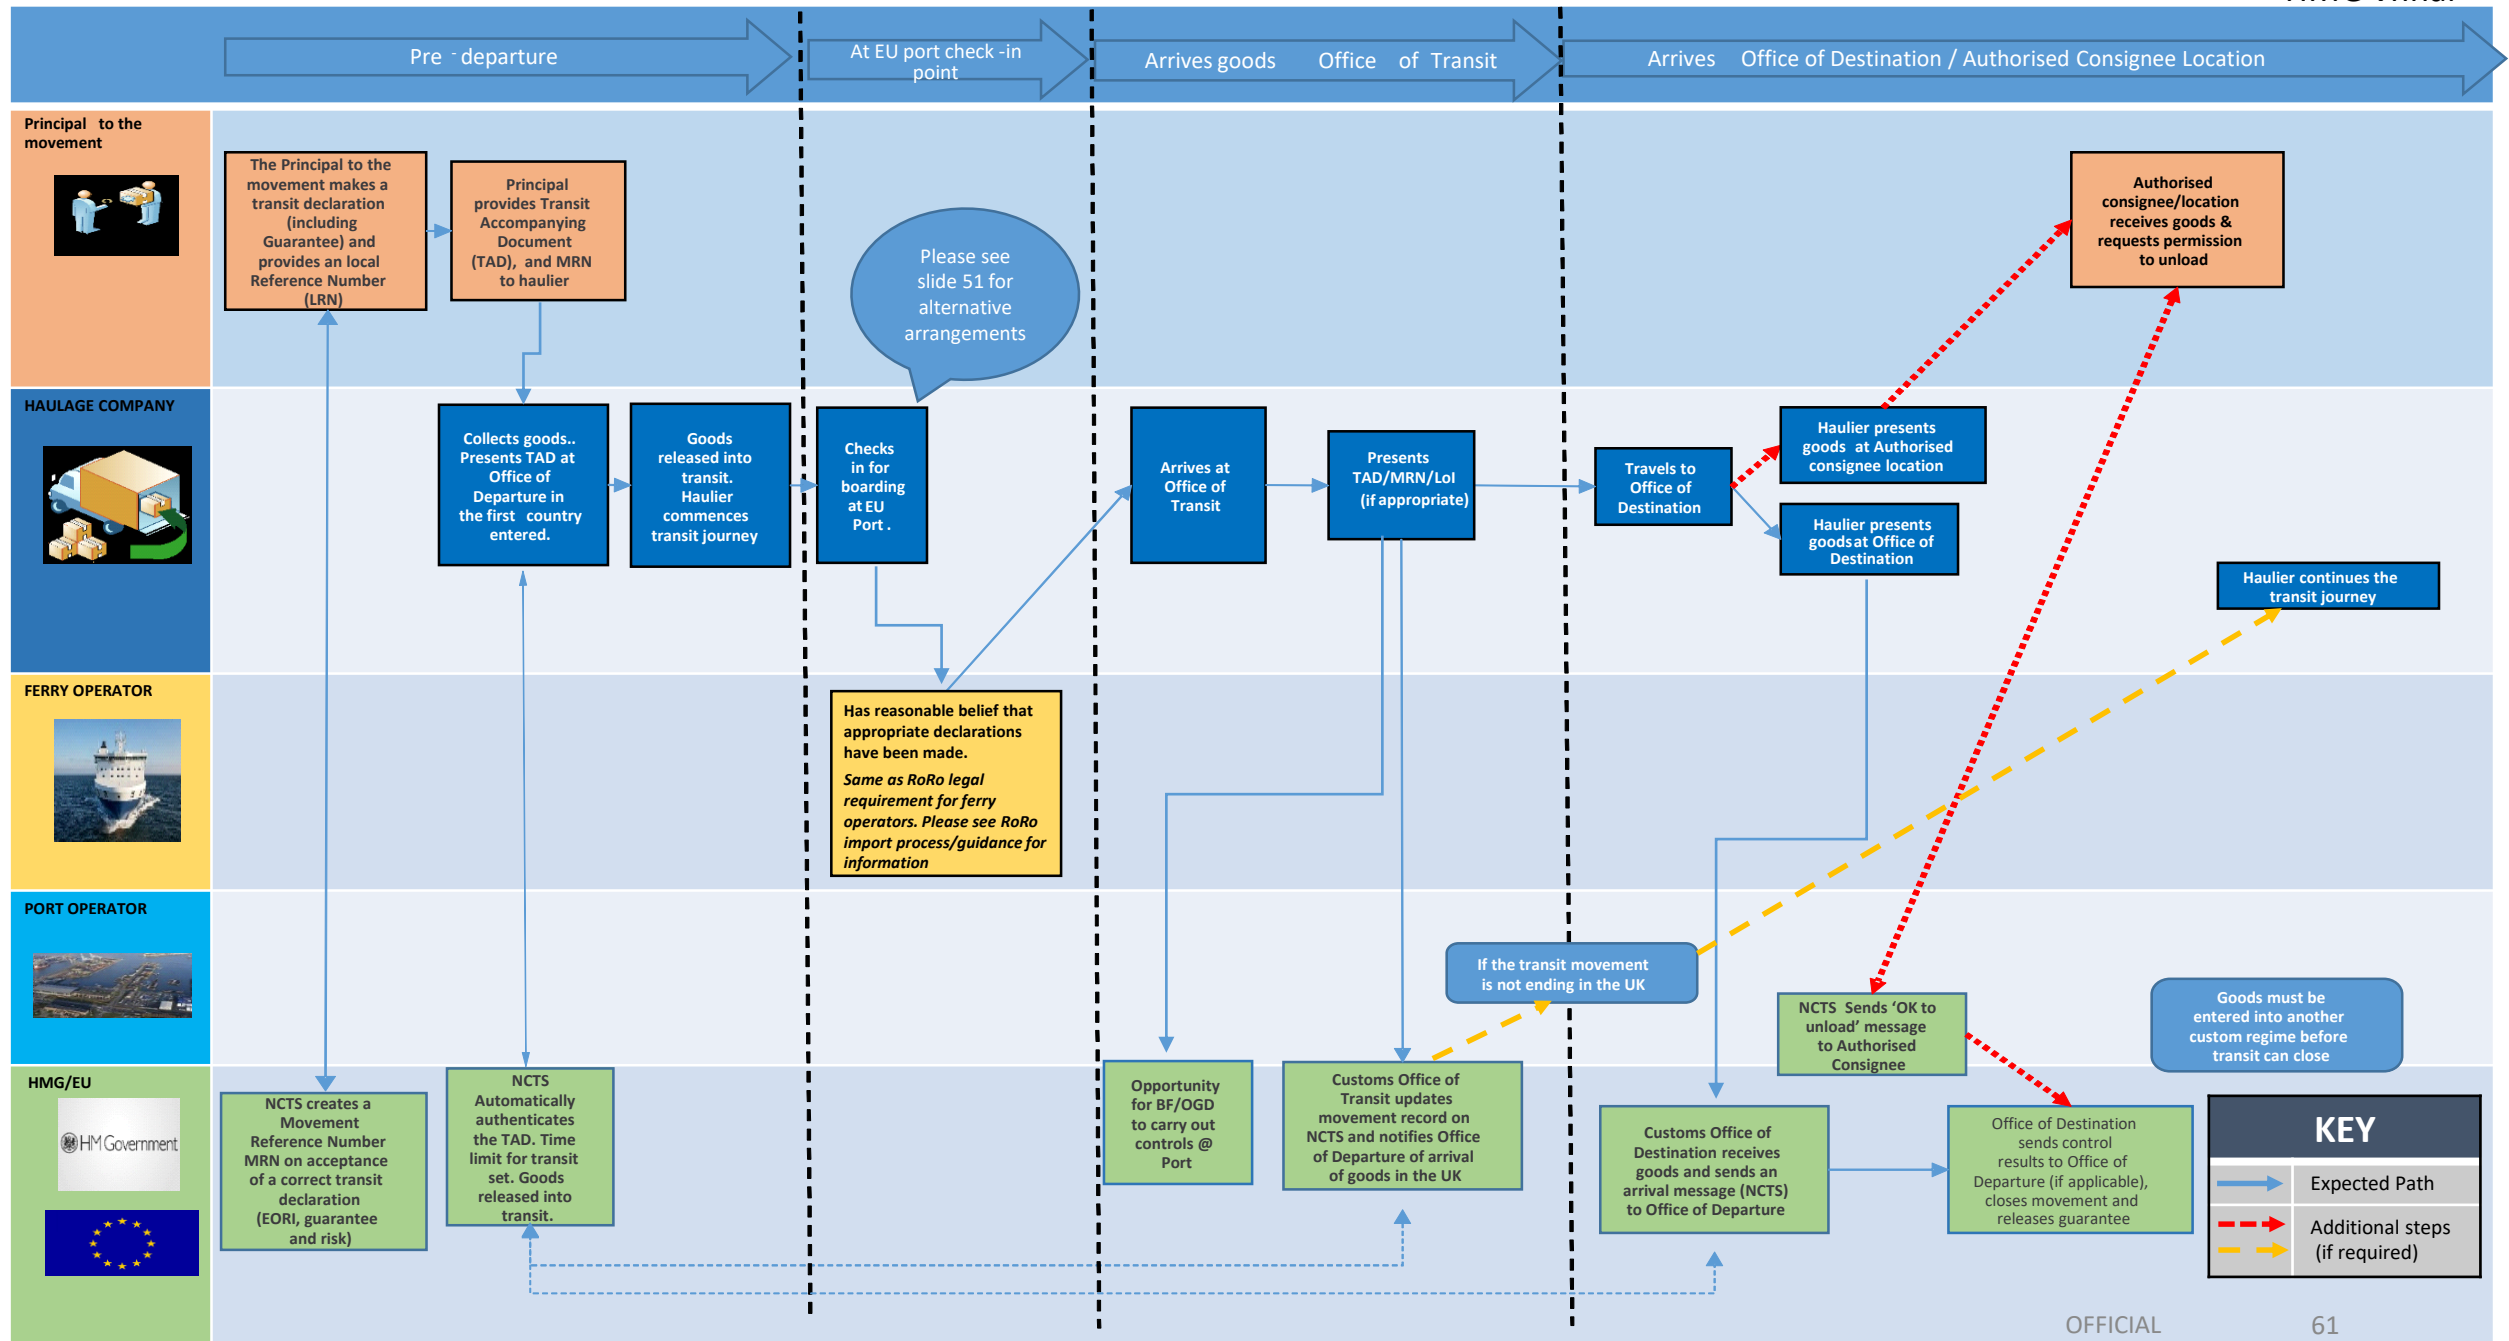 Pre - departure
At EU port check -in
point
Arrives goods Office of Transit
Arrives Office of Destination / Authorised Consignee Location
Principal to the
movement
The Principal to the
movement makes a
transit declaration
(including
Guarantee) and
provides an local
Reference Number
(LRN)
Principal
provides Transit
Accompanying
Document
(TAD), and MRN
to haulier
Please see
slide 51 for
alternative
arrangements
Authorised
consignee/location
receives goods &
requests permission
to unload
HAULAGE COMPANY
Collects goods..
Presents TAD at
Office of
Departure in
the first country
entered.
Goods
released into
transit.
Haulier
commences
transit journey
Checks
in for
boarding
at EU
Port .
Arrives at
Office of
Transit
Presents
TAD/MRN/LoI
(if appropriate)
Travels to
Office of
Destination
Haulier presents
goods at Authorised
consignee location
Haulier presents
goods at Office of
Destination
Haulier continues the
transit journey
FERRY OPERATOR
Has reasonable belief that
appropriate declarations
have been made.
Same as RoRo legal
requirement for ferry
operators. Please see RoRo
import process/guidance for
information
PORT OPERATOR
If the transit movement
is not ending in the UK
NCTS Sends ‘OK to
unload’ message
to Authorised
Consignee
Goods must be
entered into another
custom regime before
transit can close
HMG/EU
HM Government
NCTS creates a
Movement
Reference Number
MRN on acceptance
of a correct transit
declaration
(EORI, guarantee
and risk)
NCTS
Automatically
authenticates
the TAD. Time
limit for transit
set. Goods
released into
transit.
Opportunity
for BF/OGD
to carry out
controls @
Port
Customs Office of
Transit updates
movement record on
NCTS and notifies Office
of Departure of arrival
of goods in the UK
Customs Office of
Destination receives
goods and sends an
arrival message (NCTS)
to Office of Departure
Office of Destination
sends control
results to Office of
Departure (if applicable),
closes movement and
releases guarantee
KEY
Expected Path
Additional steps
(if required)
OFFICIAL 61